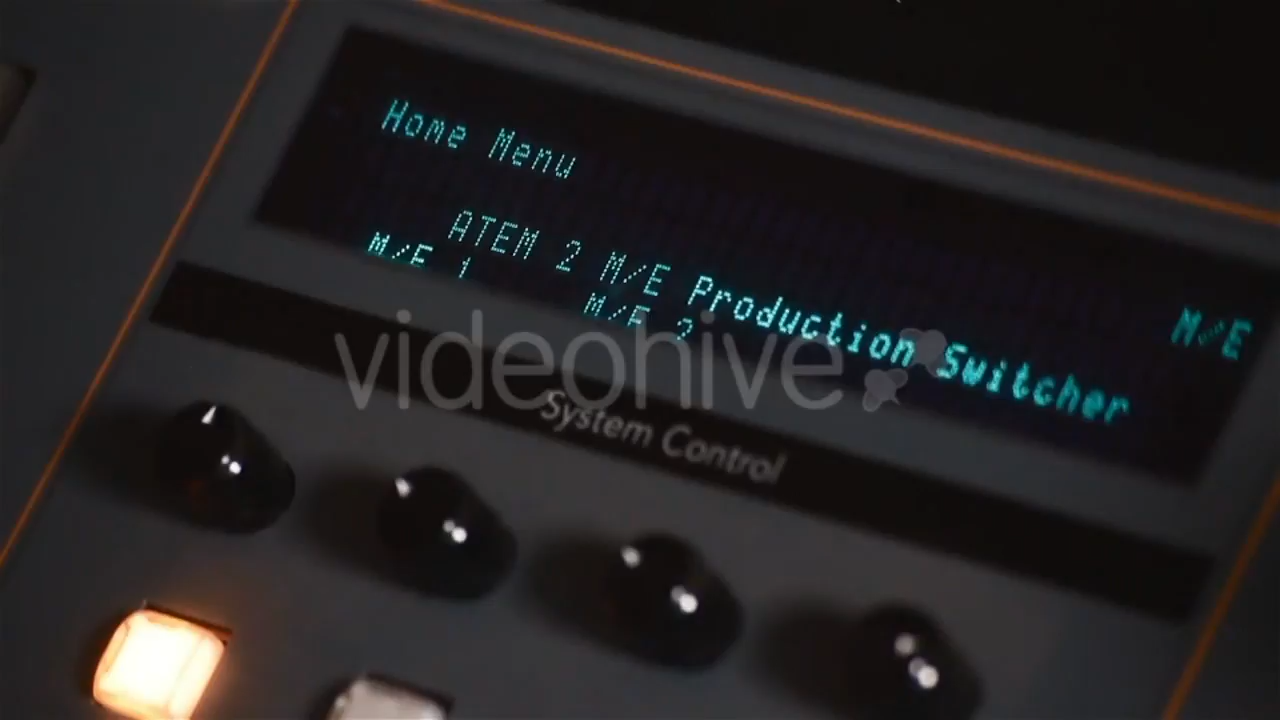 Home Menu
ATEM 2 M/E Production Switcher
M/E 1
M/E 2
M/E
videohive
System Control